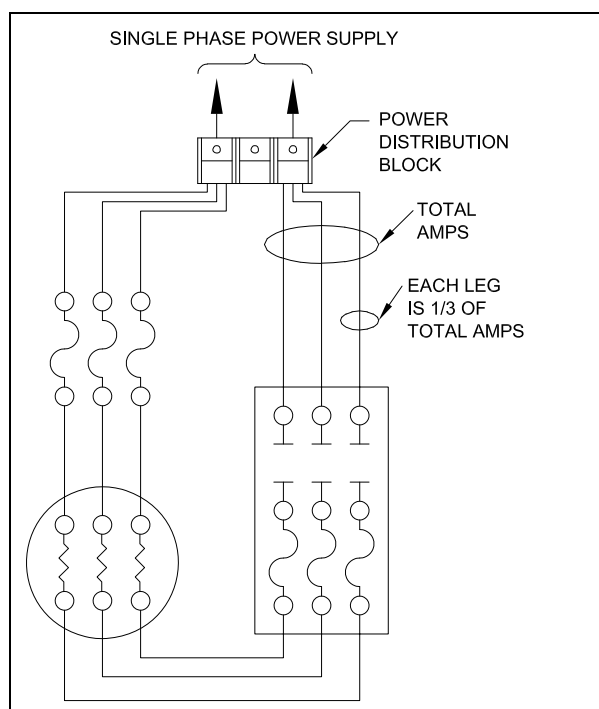 SINGLE PHASE POWER SUPPLY
POWER
DISTRIBUTION
BLOCK
TOTAL
AMPS
EACH LEG
IS 1/3 OF
TOTAL AMPS